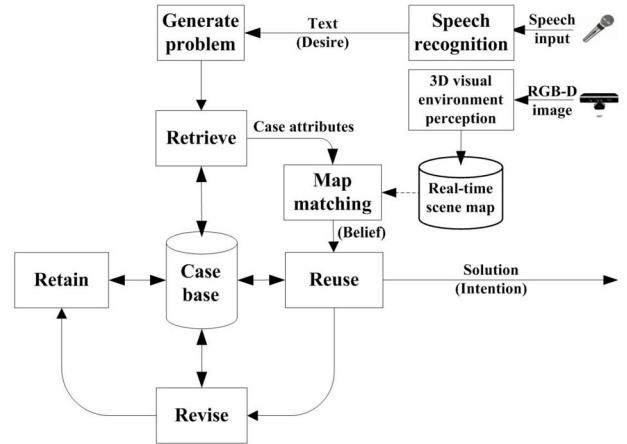 Generate
problem
Text
(Desire)
Speech
recognition
Speech
input
3D visual
environment
perception
RGB-D
image
Retrieve
Case attributes
Map
matching
Real-time
scene map
(Belief)
Retain
Case
base
Reuse
Solution
(Intention)
Revise